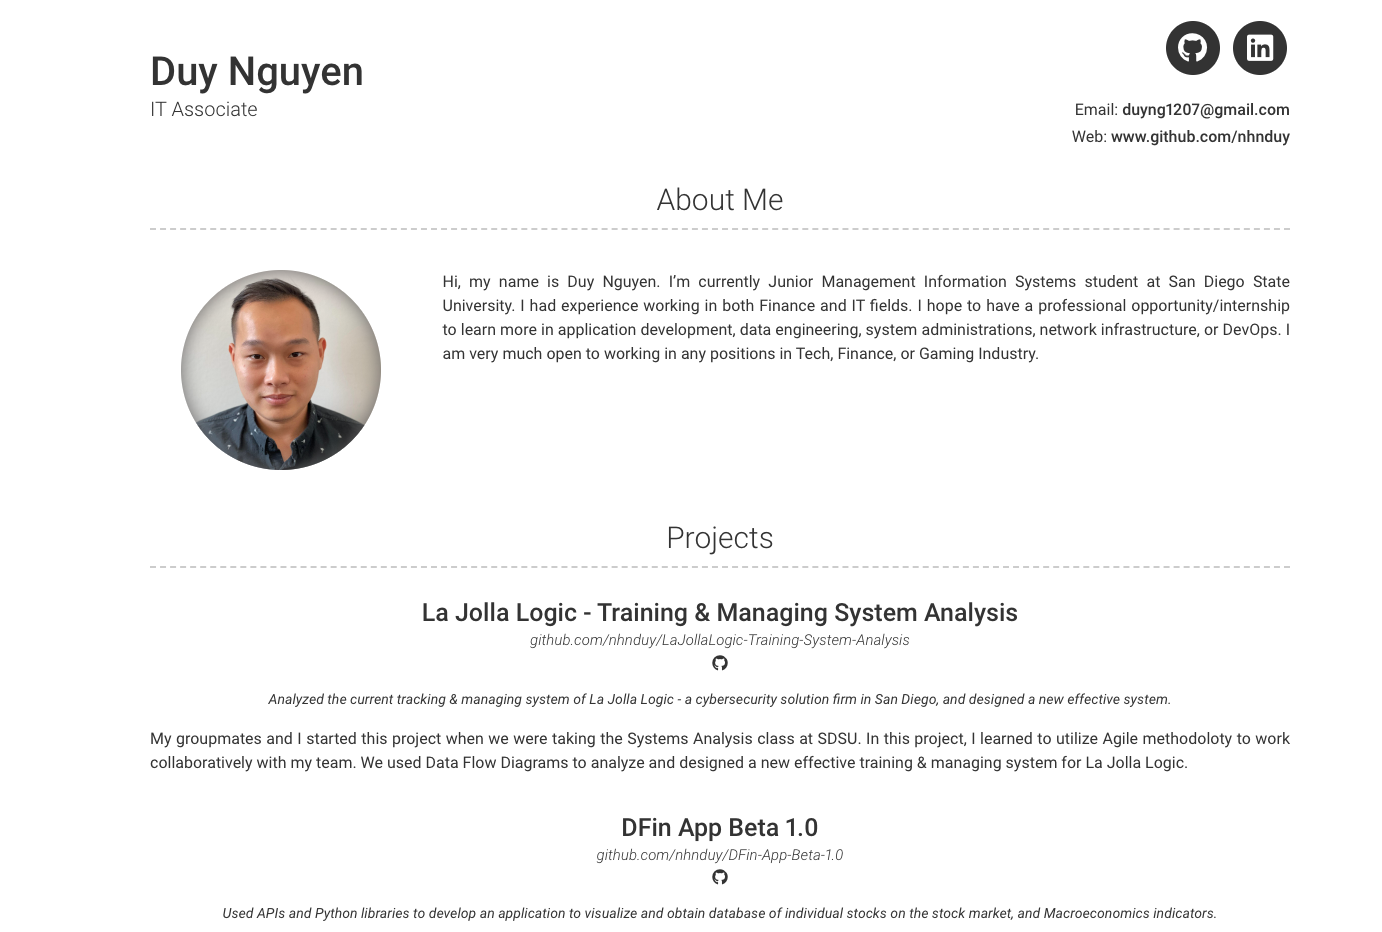 Duy Nguyen
IT Associate
Email: duyng1207@gmail.com
Web: www.github.com/nhnduy
About Me
Hi, my name is Duy Nguyen. I’m currently Junior Management Information Systems student at San Diego State
University. I had experience working in both Finance and IT fields. I hope to have a professional opportunity/internship
to learn more in application development, data engineering, system administrations, network infrastructure, or DevOps. I
am very much open to working in any positions in Tech, Finance, or Gaming Industry.
Projects
La Jolla Logic - Training & Managing System Analysis
github.com/nhnduy/LaJollaLogic-Training-System-Analysis
Analyzed the current tracking & managing system of La Jolla Logic - a cybersecurity solution firm in San Diego, and designed a new effective system.
My groupmates and I started this project when we were taking the Systems Analysis class at SDSU. In this project, I learned to utilize Agile methodoloty to work
collaboratively with my team. We used Data Flow Diagrams to analyze and designed a new effective training & managing system for La Jolla Logic.
DFin App Beta 1.0
github.com/nhnduy/DFin-App-Beta-1.0
Used APIs and Python libraries to develop an application to visualize and obtain database of individual stocks on the stock market, and Macroeconomics indicators.